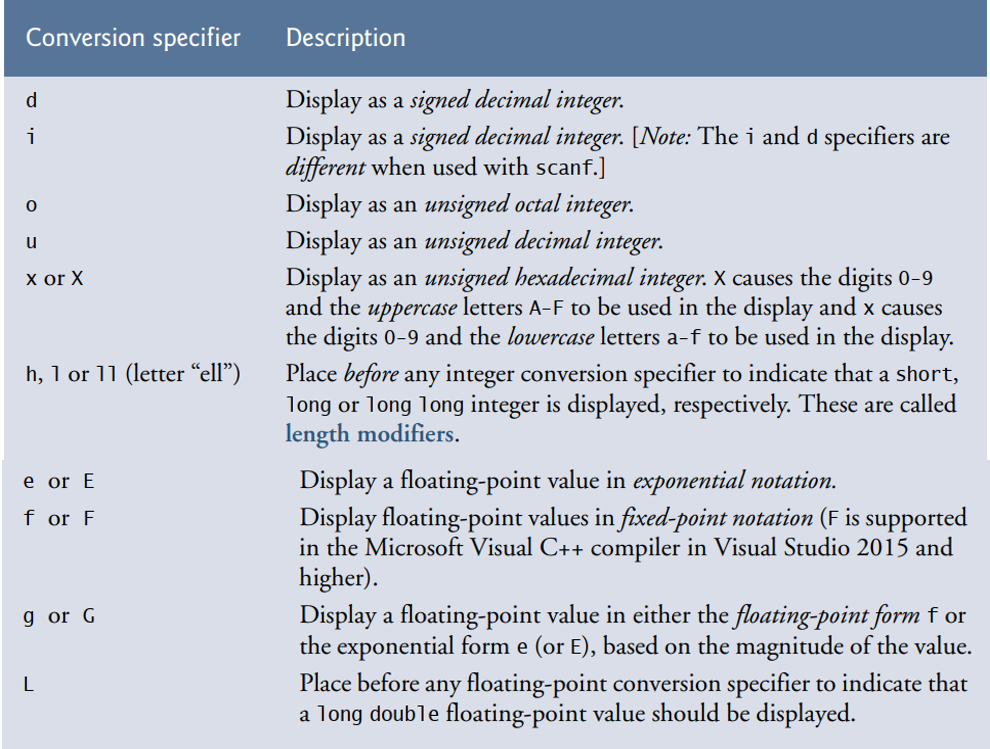 Conversion specifier Description
d Display as a signed decimal integer.
i Display as a signed decimal integer. [Note: The i and d specifiers are
different when used with scanf.]
o Display as an unsigned octal integer.
u Display as an unsigned decimal integer.
x or X Display as an unsigned hexadecimal integer. X causes the digits 0–9
and the uppercase letters A–F to be used in the display and x causes
the digits 0–9 and the lowercase letters a–f to be used in the display.
h, l or ll (letter “ell”) Place before any integer conversion specifier to indicate that a short,
long or long long integer is displayed, respectively. These are called
length modifiers.
e or E Display a floating-point value in exponential notation.
f or F Display floating-point values in fixed-point notation (F is supported
in the Microsoft Visual C++ compiler in Visual Studio 2015 and
higher).
g or G Display a floating-point value in either the floating-point form f or
the exponential form e (or E), based on the magnitude of the value.
L Place before any floating-point conversion specifier to indicate that
a long double floating-point value should be displayed.